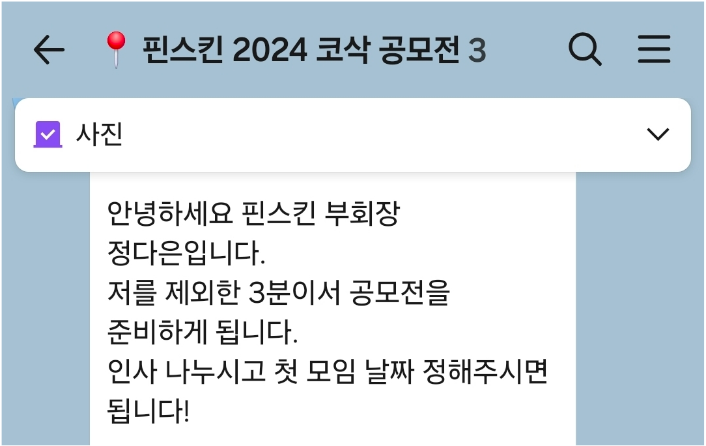 핀스킨 2024 코삭 공모전 3
사진
안녕하세요 핀스킨 부회장
정다은입니다.
저를 제외한 3분이서 공모전을
준비하게 됩니다.
인사 나누시고 첫 모임 날짜 정해주시면
됩니다!